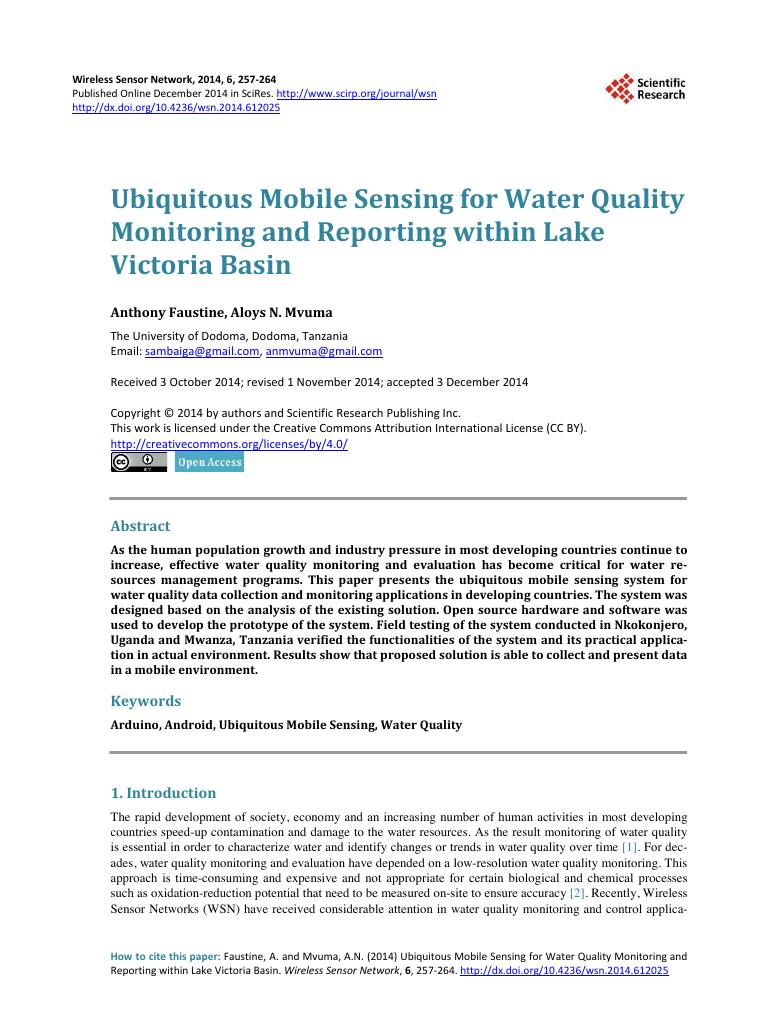 Wireless Sensor Network, 2014, 6, 257-264
Published Online December 2014 in SciRes. http://www.scirp.org/journal/wsn
http://dx.doi.org/10.4236/wsn.2014.612025
Scientific
Research
Ubiquitous Mobile Sensing for Water Quality
Monitoring and Reporting within Lake
Victoria Basin
Anthony Faustine, Aloys N. Mvuma
The University of Dodoma, Dodoma, Tanzania
Email: sambaiga@gmail.com, anmvuma@gmail.com
Received 3 October 2014; revised 1 November 2014; accepted 3 December 2014
Copyright © 2014 by authors and Scientific Research Publishing Inc.
This work is licensed under the Creative Commons Attribution International License (CC BY).
http://creativecommons.org/licenses/by/4.0/
cc BY Open Access
Abstract
As the human population growth and industry pressure in most developing countries continue to
increase, effective water quality monitoring and evaluation has become critical for water re-
sources management programs. This paper presents the ubiquitous mobile sensing system for
water quality data collection and monitoring applications in developing countries. The system was
designed based on the analysis of the existing solution. Open source hardware and software was
used to develop the prototype of the system. Field testing of the system conducted in Nkokonjero,
Uganda and Mwanza, Tanzania verified the functionalities of the system and its practical applica-
tion in actual environment. Results show that proposed solution is able to collect and present data
in a mobile environment.
Keywords
Arduino, Android, Ubiquitous Mobile Sensing, Water Quality
1. Introduction
The rapid development of society, economy and an increasing number of human activities in most developing
countries speed-up contamination and damage to the water resources. As the result monitoring of water quality
is essential in order to characterize water and identify changes or trends in water quality over time [1]. For dec-
ades, water quality monitoring and evaluation have depended on a low-resolution water quality monitoring. This
approach is time-consuming and expensive and not appropriate for certain biological and chemical processes
such as oxidation-reduction potential that need to be measured on-site to ensure accuracy [2]. Recently, Wireless
Sensor Networks (WSN) have received considerable attention in water quality monitoring and control applica-
How to cite this paper: Faustine, A. and Mvuma, A.N. (2014) Ubiquitous Mobile Sensing for Water Quality Monitoring and
Reporting within Lake Victoria Basin. Wireless Sensor Network, 6, 257-264. http://dx.doi.org/10.4236/wsn.2014.612025